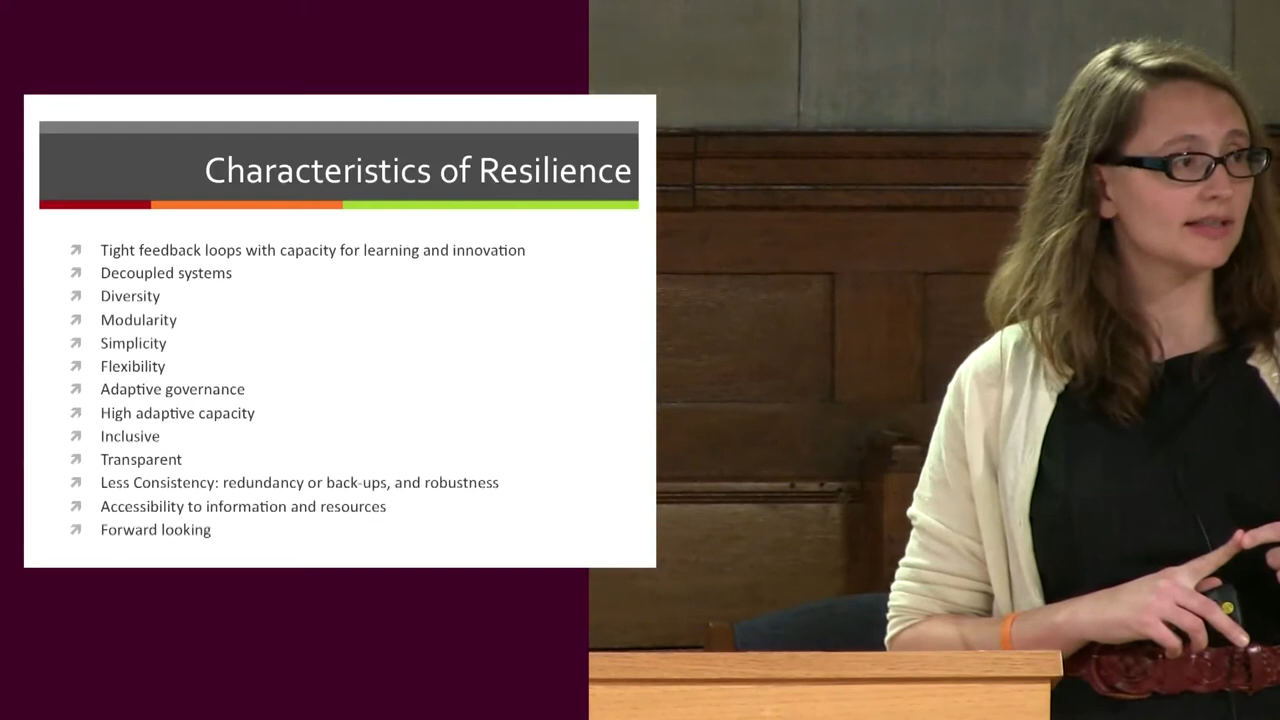 Characteristics of Resilience
Tight feedback loops with capacity for learning and innovation
Decoupled systems
Diversity
Modularity
Simplicity
Flexibility
Adaptive governance
High adaptive capacity
Inclusive
Transparent
Less Consistency: redundancy or back-ups, and robustness
Accessibility to information and resources
Forward looking